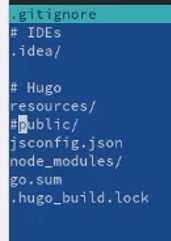 .gitignore
# IDEs
.idea/
# Hugo
resources/
#public/
jsconfig.json
node_modules/
go.sum
.hugo_build.lock